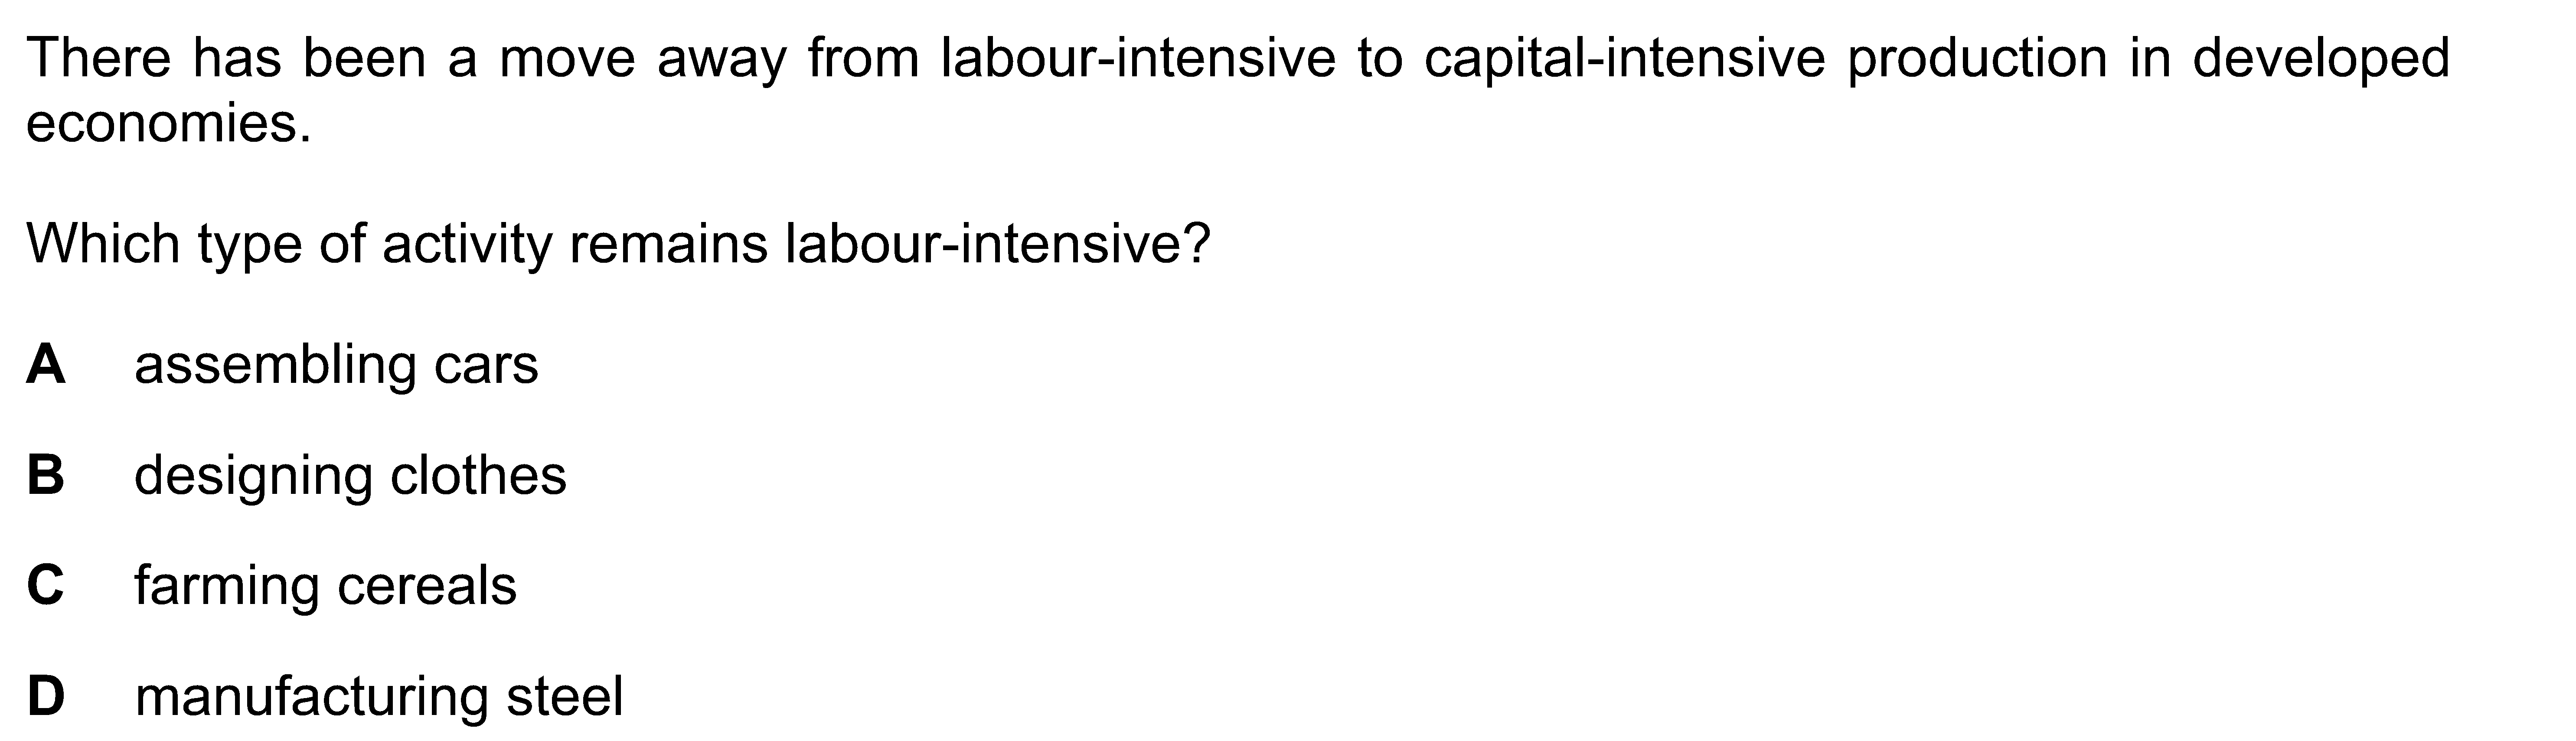 There has been a move away from labour-intensive to capital-intensive production in developed
economies.
Which type of activity remains labour-intensive?
A assembling cars
B designing clothes
C farming cereals
D manufacturing steel